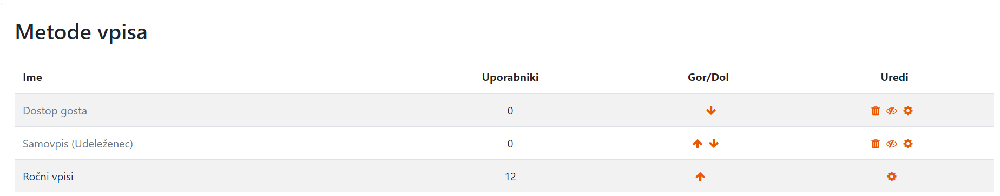 Metode vpisa
Ime Uporabniki Gor/Dol Uredi
Dostop gosta 0
Samovpis (Udeleženec) 0
Ročni vpisi 12